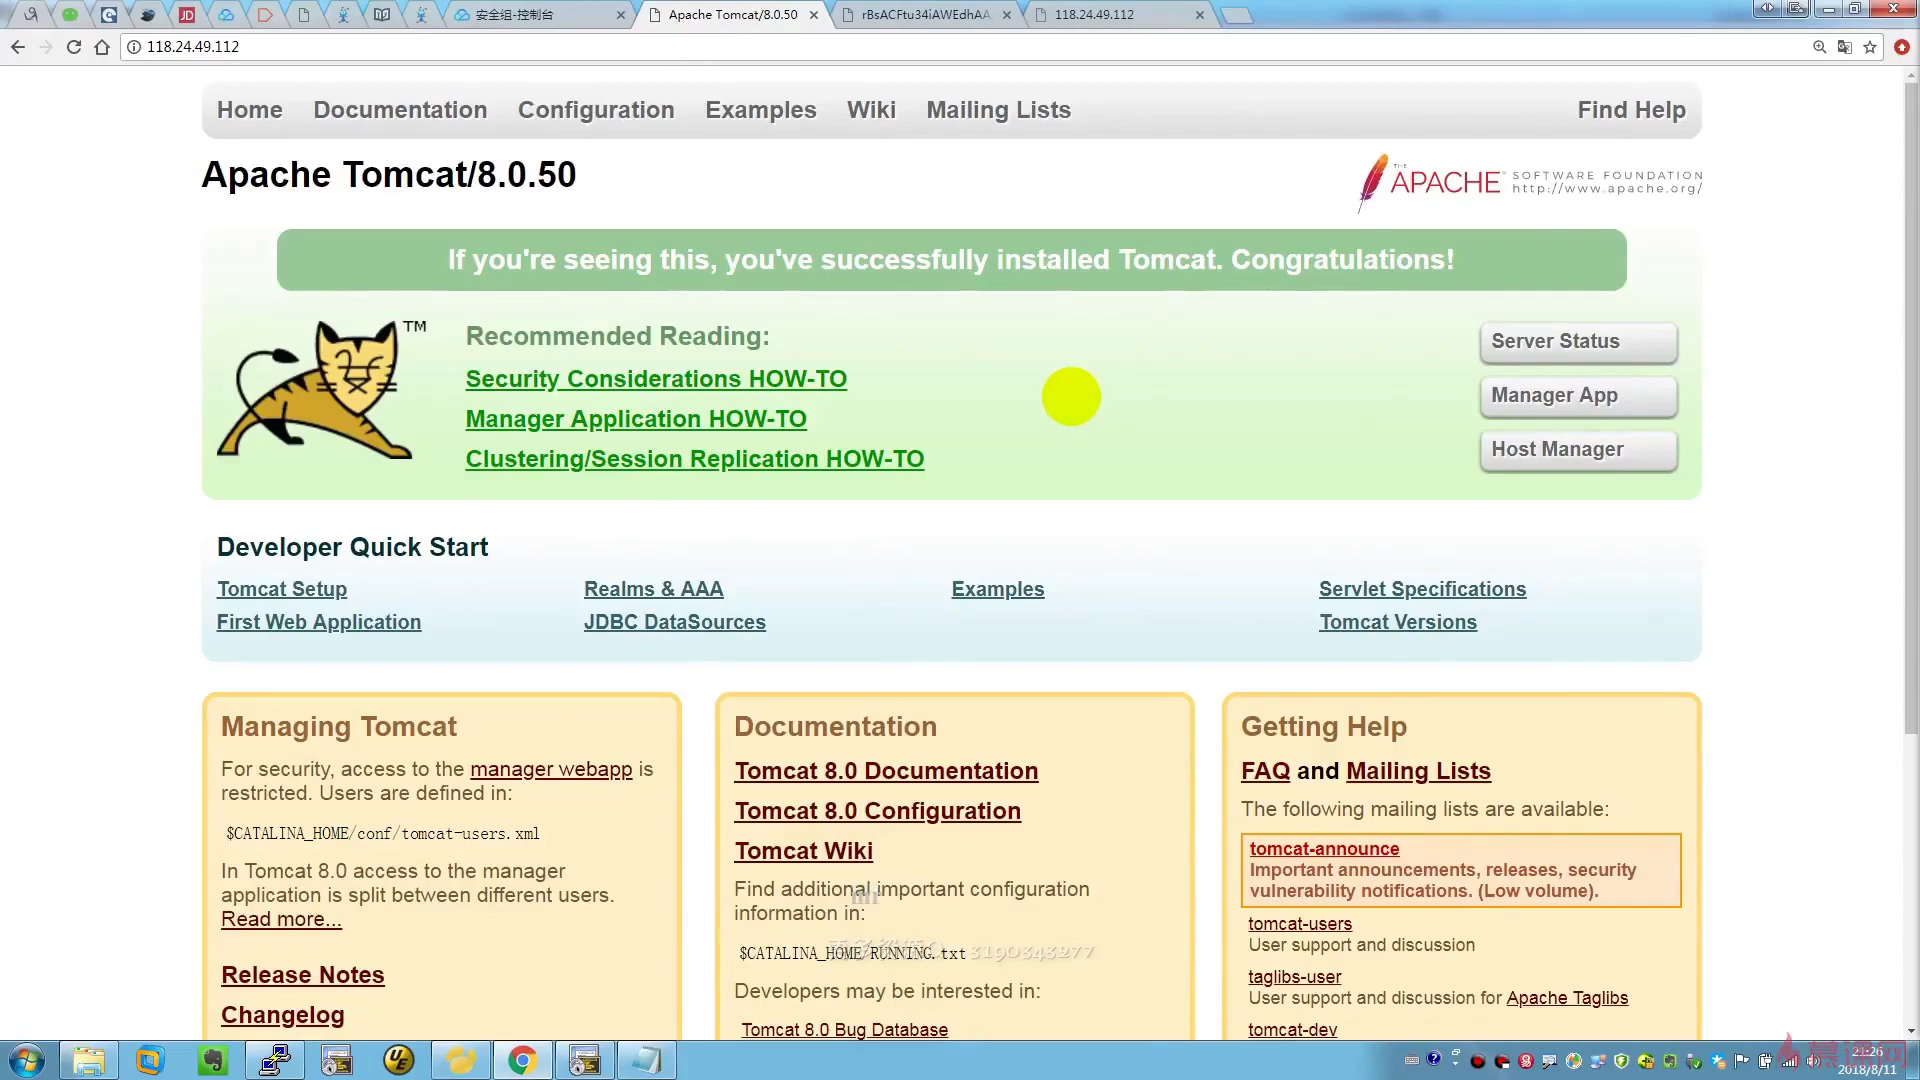 安全组-控制台
Apache Tomcat/8.0.50
rBsACFtu34iAWEdhAA
118.24.49.112
118.24.49.112
Home Documentation Configuration Examples Wiki Mailing Lists Find Help
Apache Tomcat/8.0.50
THE APACHE SOFTWARE FOUNDATION
http://www.apache.org/
If you're seeing this, you've successfully installed Tomcat. Congratulations!
TM
Recommended Reading:
Security Considerations HOW-TO
Manager Application HOW-TO
Clustering/Session Replication HOW-TO
Server Status
Manager App
Host Manager
Developer Quick Start
Tomcat Setup
First Web Application
Realms & AAA
JDBC DataSources
Examples
Servlet Specifications
Tomcat Versions
Managing Tomcat
For security, access to the manager webapp is
restricted. Users are defined in:
$CATALINA_HOME/conf/tomcat-users.xml
In Tomcat 8.0 access to the manager
application is split between different users.
Read more...
Release Notes
Changelog
Documentation
Tomcat 8.0 Documentation
Tomcat 8.0 Configuration
Tomcat Wiki
Find additional important configuration
information in:
$CATALINA_HOME/RUNNING.txt
3190343277
Developers may be interested in:
Tomcat 8.0 Bug Database
Getting Help
FAQ and Mailing Lists
The following mailing lists are available:
tomcat-announce
Important announcements, releases, security
vulnerability notifications. (Low volume).
tomcat-users
User support and discussion
taglibs-user
User support and discussion for Apache Taglibs
tomcat-dev
慕课网
21:26
2018/8/11